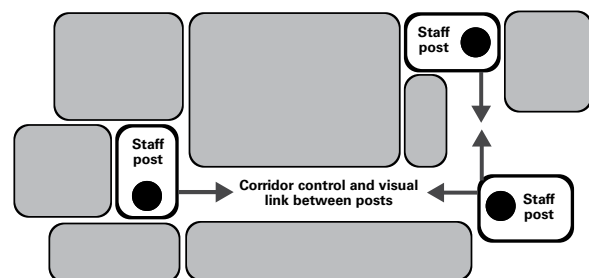 Staff
post
Staff
post
Corridor control and visual
link between posts
Staff
post